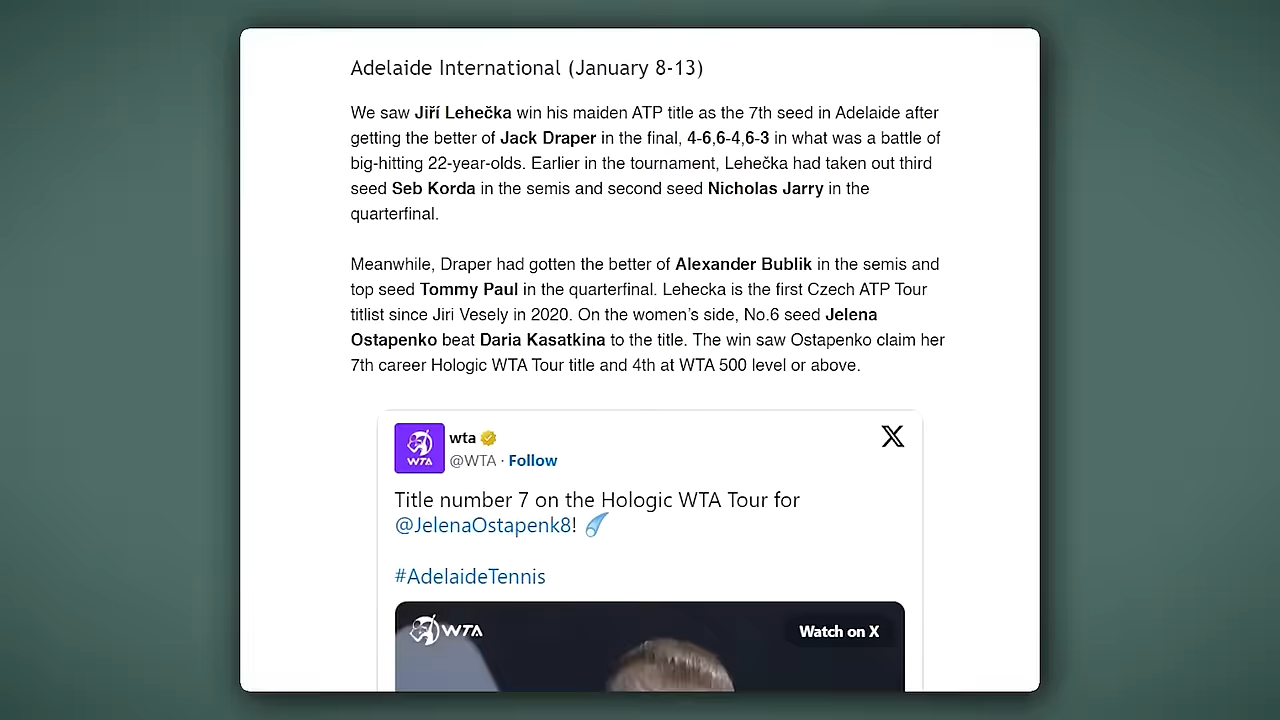 Adelaide International (January 8-13)
We saw Jiří Lehečka win his maiden ATP title as the 7th seed in Adelaide after
getting the better of Jack Draper in the final, 4-6,6-4,6-3 in what was a battle of
big-hitting 22-year-olds. Earlier in the tournament, Lehečka had taken out third
seed Seb Korda in the semis and second seed Nicholas Jarry in the
quarterfinal.
Meanwhile, Draper had gotten the better of Alexander Bublik in the semis and
top seed Tommy Paul in the quarterfinal. Lehecka is the first Czech ATP Tour
titlist since Jiri Vesely in 2020. On the women’s side, No.6 seed Jelena
Ostapenko beat Daria Kasatkina to the title. The win saw Ostapenko claim her
7th career Hologic WTA Tour title and 4th at WTA 500 level or above.
WTA
wta
@WTA · Follow
X
Title number 7 on the Hologic WTA Tour for
@JelenaOstapenk8!
#AdelaideTennis
WTA
Watch on X